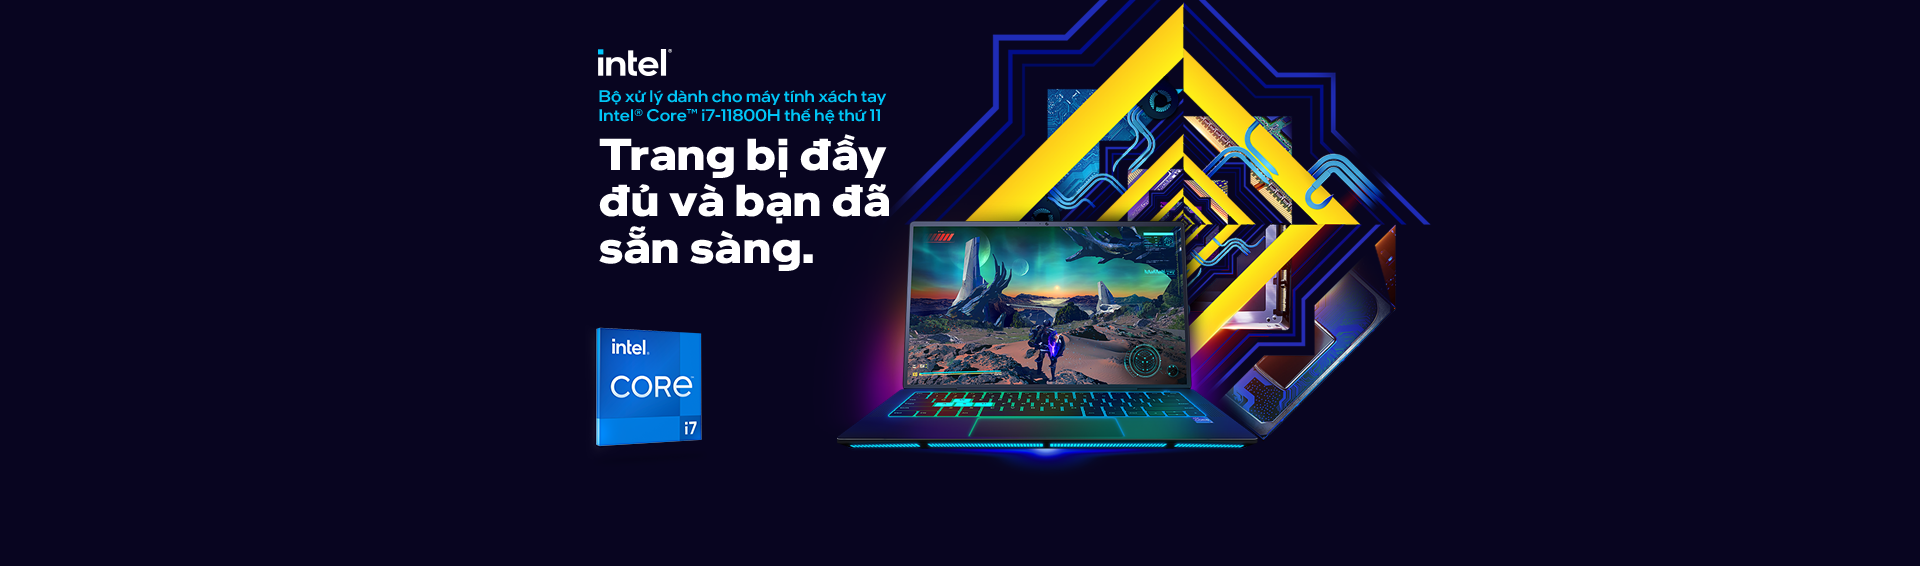 intel®
Bộ xử lý dành cho máy tính xách tay
Intel® Core™ i7-11800H thế hệ thứ 11
Trang bị đầy
đủ và bạn đã
sẵn sàng.
intel.
CORE™
i7